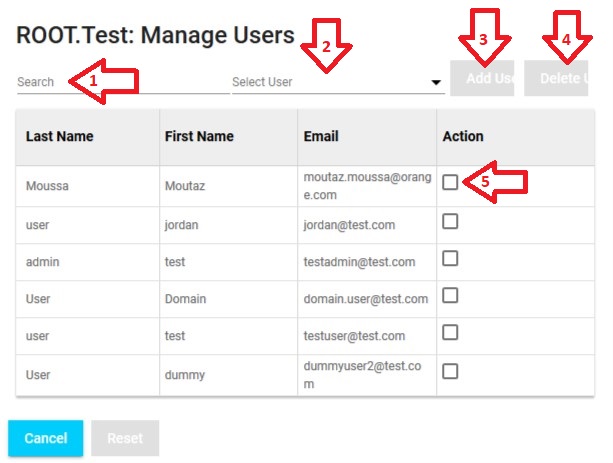 ROOT.Test: Manage Users
2
3
4
Search
1
Select User
Add Use
Delete U
Last Name First Name Email Action
Moussa Moutaz moutaz.moussa@orang
e.com
5
user jordan jordan@test.com
admin test testadmin@test.com
User Domain domain.user@test.com
user test testuser@test.com
User dummy dummyuser2@test.co
m
Cancel Reset